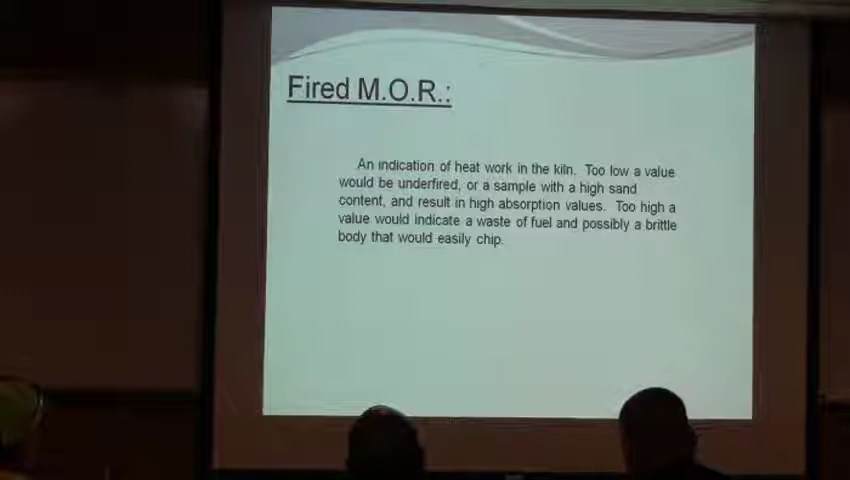 Fired M.O.R.:
An indication of heat work in the kiln. Too low a value
would be underfired, or a sample with a high sand
content, and result in high absorption values. Too high a
value would indicate a waste of fuel and possibly a brittle
body that would easily chip.